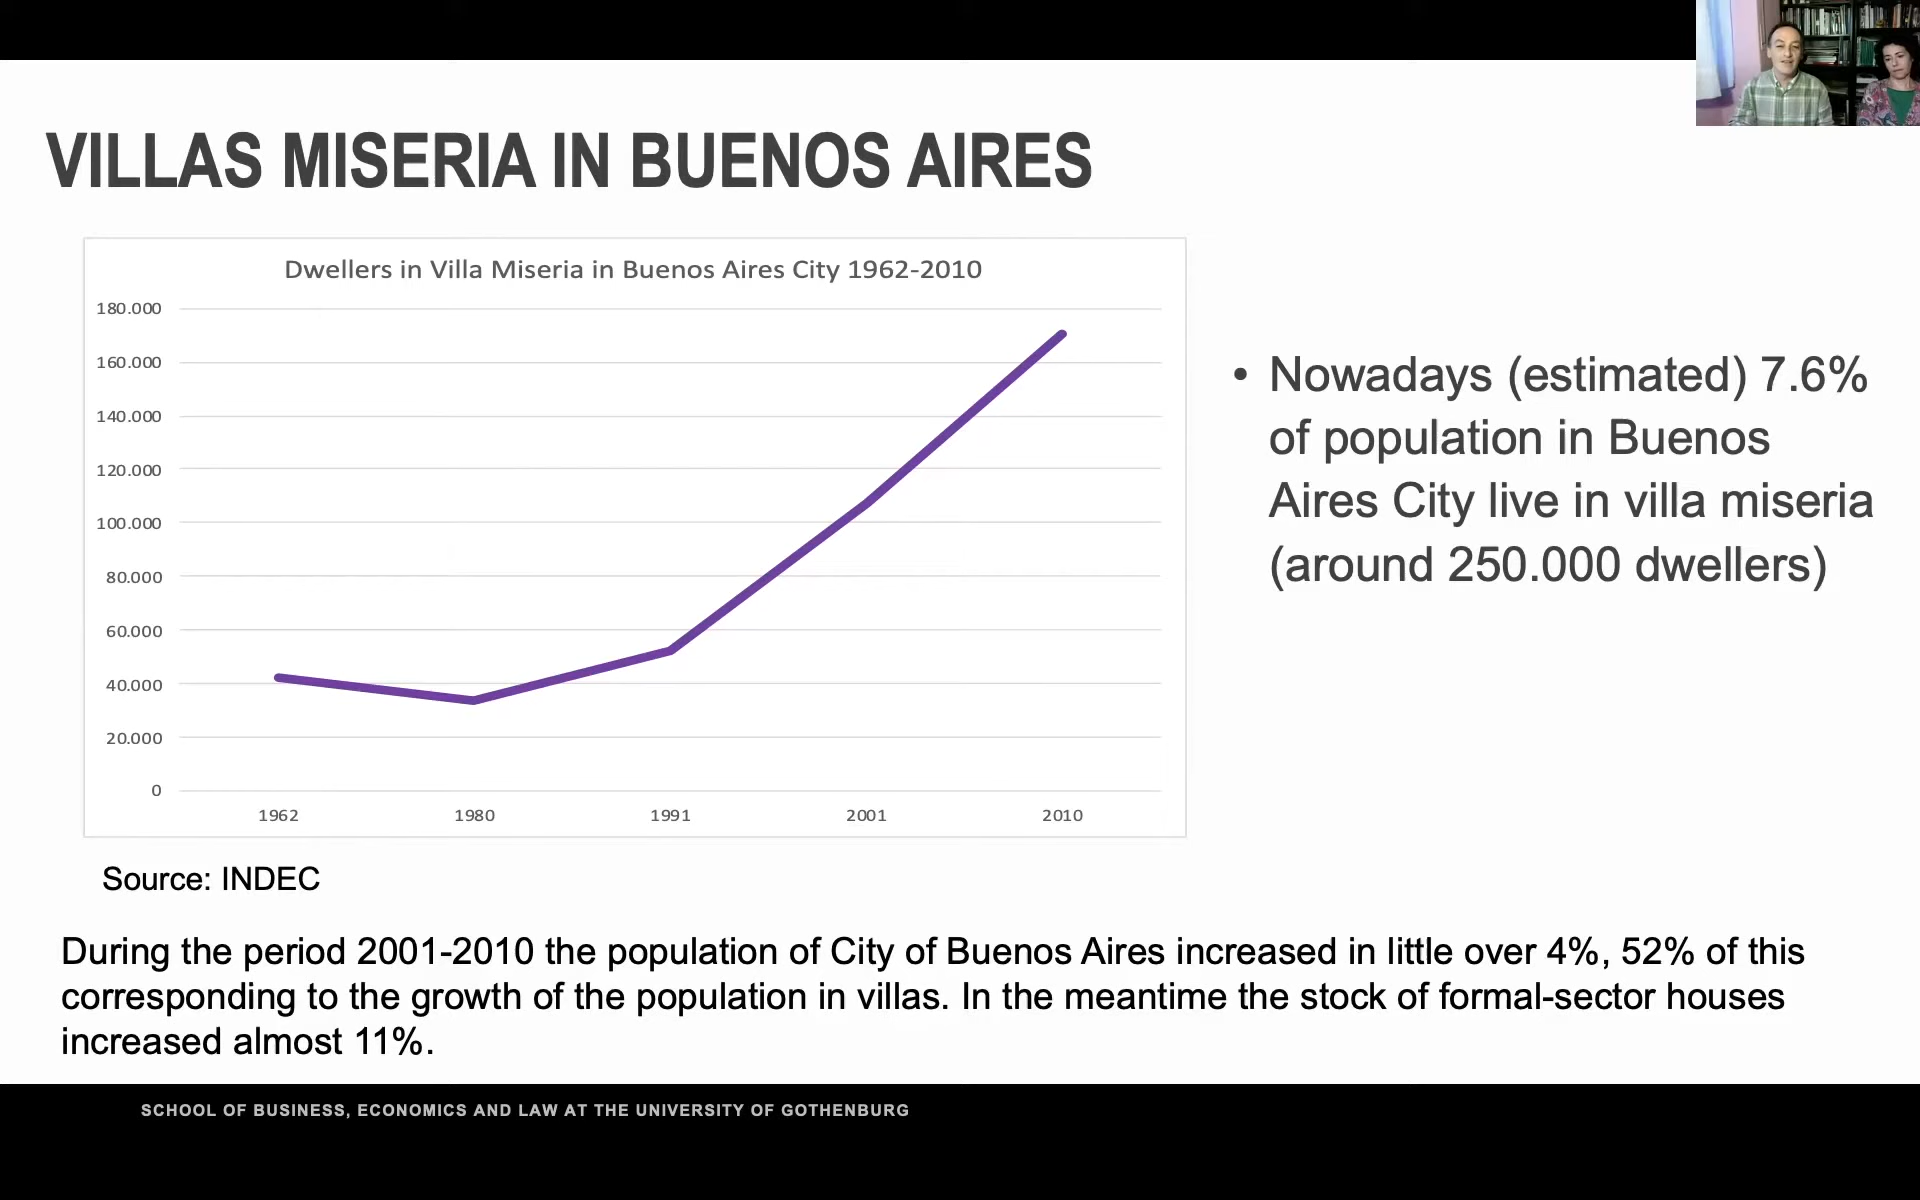 VILLAS MISERIA IN BUENOS AIRES
Dwellers in Villa Miseria in Buenos Aires City 1962-2010
180.000
160.000
140.000
120.000
100.000
80.000
60.000
40.000
20.000
0
1962 1980 1991 2001 2010
• Nowadays (estimated) 7.6%
of population in Buenos
Aires City live in villa miseria
(around 250.000 dwellers)
Source: INDEC
During the period 2001-2010 the population of City of Buenos Aires increased in little over 4%, 52% of this
corresponding to the growth of the population in villas. In the meantime the stock of formal-sector houses
increased almost 11%.
SCHOOL OF BUSINESS, ECONOMICS AND LAW AT THE UNIVERSITY OF GOTHENBURG